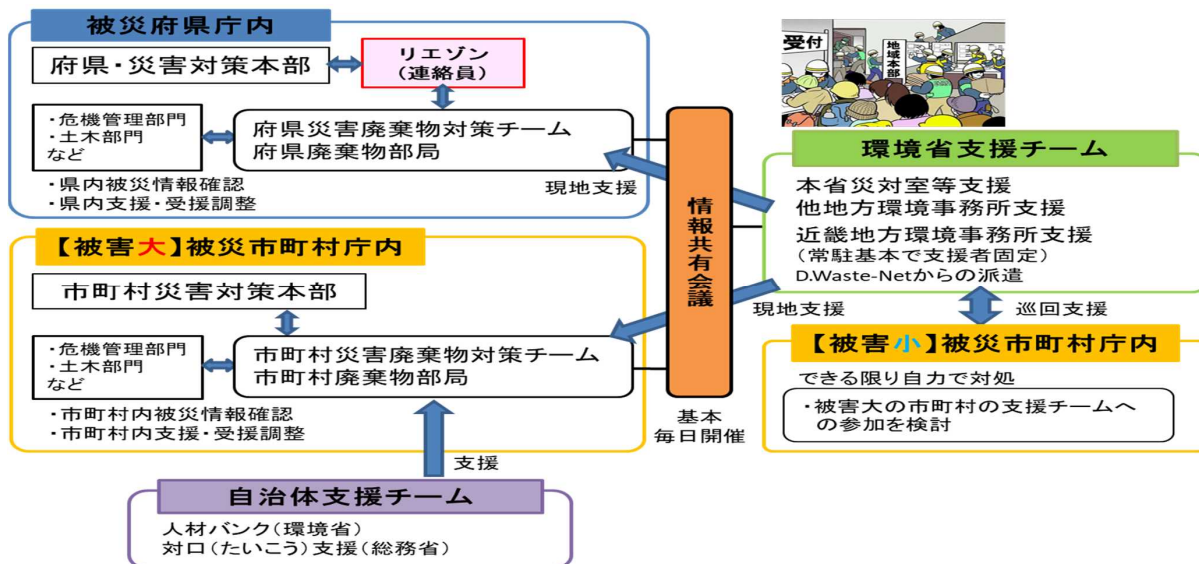 被災府県庁内
府県・災害対策本部
リエゾン
（連絡員）
・危機管理部門
・土木部門
など
府県災害廃棄物対策チーム
府県廃棄物部局
・県内被災情報確認
・県内支援・受援調整
現地支援
【被害大】被災市町村庁内
市町村災害対策本部
・危機管理部門
・土木部門
など
市町村災害廃棄物対策チーム
市町村廃棄物部局
・市町村内被災情報確認
・市町村内支援・受援調整
支援
自治体支援チーム
人材バンク（環境省）
対口（たいこう）支援（総務省）
情報共有会議
基本
毎日開催
受付
地域本部
環境省支援チーム
本省災対室等支援
他地方環境事務所支援
近畿地方環境事務所支援
（常駐基本で支援者固定）
D.Waste-Netからの派遣
現地支援
巡回支援
【被害小】被災市町村庁内
できる限り自力で対処
・被害大の市町村の支援チームへ
の参加を検討